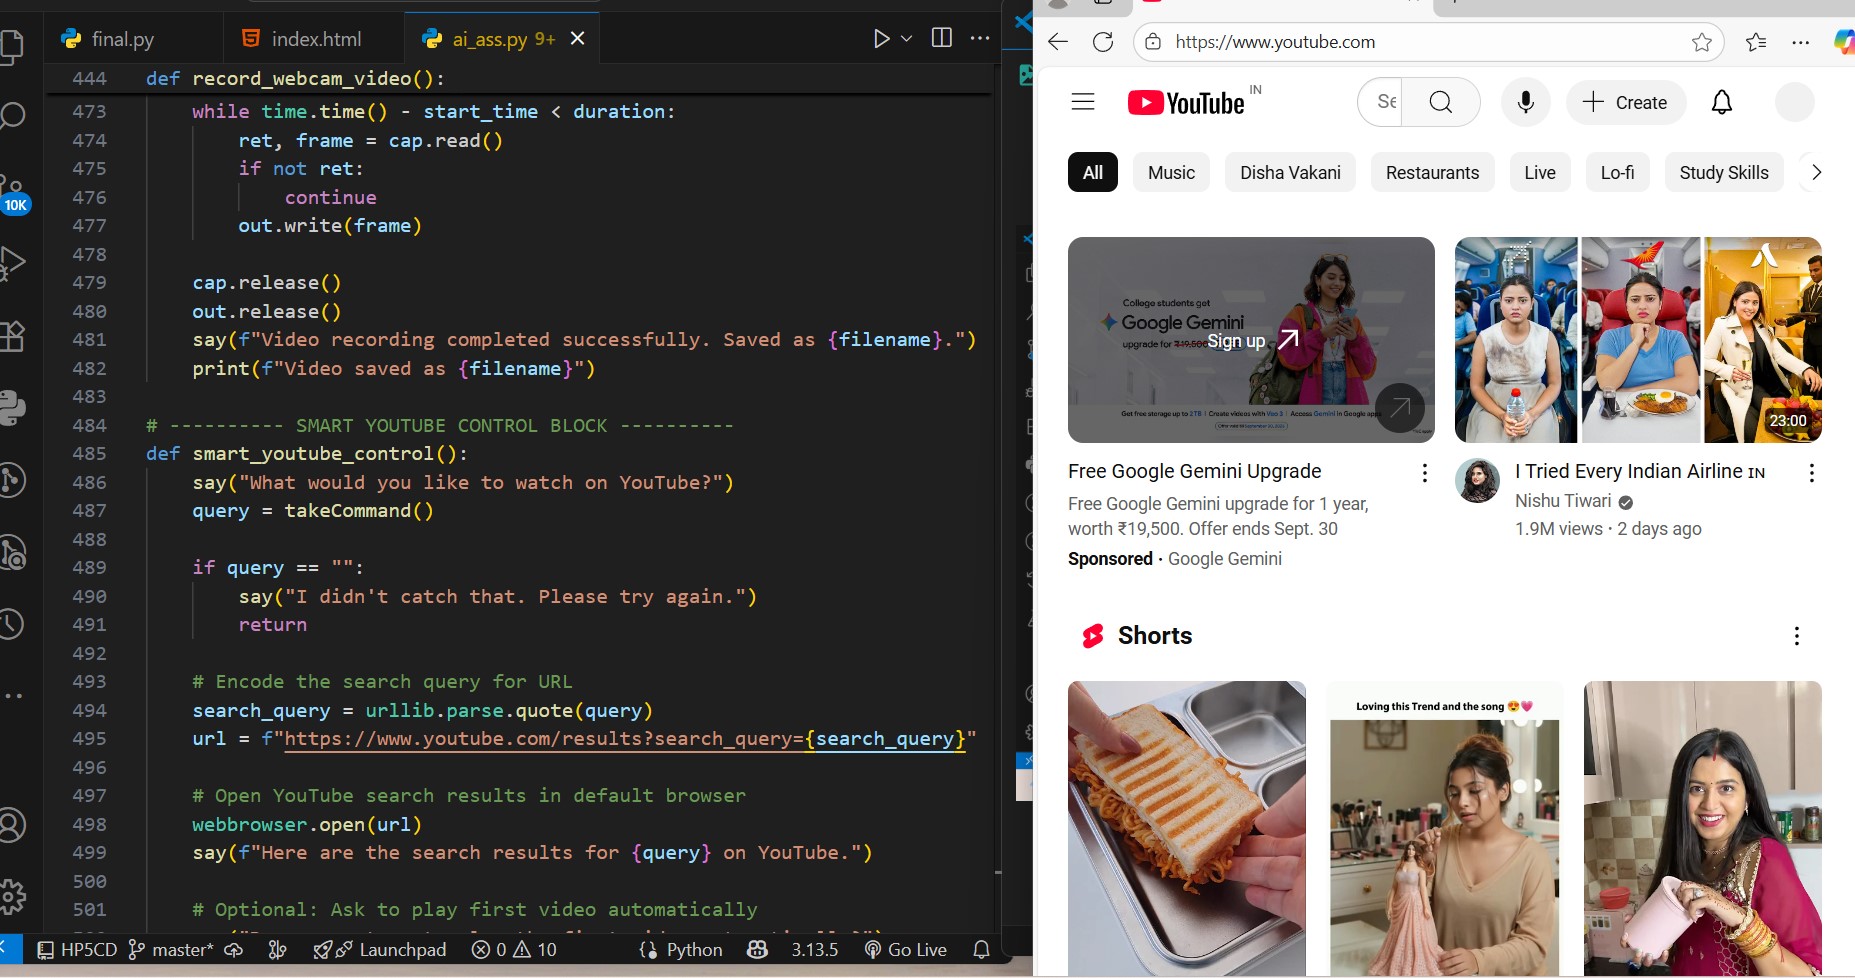 final.py
index.html
ai_ass.py 9+
444 def record_webcam_video():
473 while time.time() - start_time < duration:
474 ret, frame = cap.read()
475 if not ret:
476 continue
477 out.write(frame)
478
479 cap.release()
480 out.release()
481 say(f"Video recording completed successfully. Saved as {filename}.")
482 print(f"Video saved as {filename}")
483
484 # ---------- SMART YOUTUBE CONTROL BLOCK ----------
485 def smart_youtube_control():
486 say("What would you like to watch on YouTube?")
487 query = takeCommand()
488
489 if query == "":
490 say("I didn't catch that. Please try again.")
491 return
492
493 # Encode the search query for URL
494 search_query = urllib.parse.quote(query)
495 url = f"https://www.youtube.com/results?search_query={search_query}"
496
497 # Open YouTube search results in default browser
498 webbrowser.open(url)
499 say(f"Here are the search results for {query} on YouTube.")
500
501 # Optional: Ask to play first video automatically
10K
HP5CD master* Launchpad 0 10 Python 3.13.5 Go Live
https://www.youtube.com
YouTube IN
Se
Create
All Music Disha Vakani Restaurants Live Lo-fi Study Skills
College students get
Google Gemini
upgrade for ₹19,500
Sign up
Get free storage up to 2TB | Create videos with Veo 3 | Access Gemini in Google apps
23:00
Free Google Gemini Upgrade
Free Google Gemini upgrade for 1 year,
worth ₹19,500. Offer ends Sept. 30
Sponsored · Google Gemini
I Tried Every Indian Airline IN
Nishu Tiwari
1.9M views · 2 days ago
Shorts
Loving this Trend and the song 😍💗